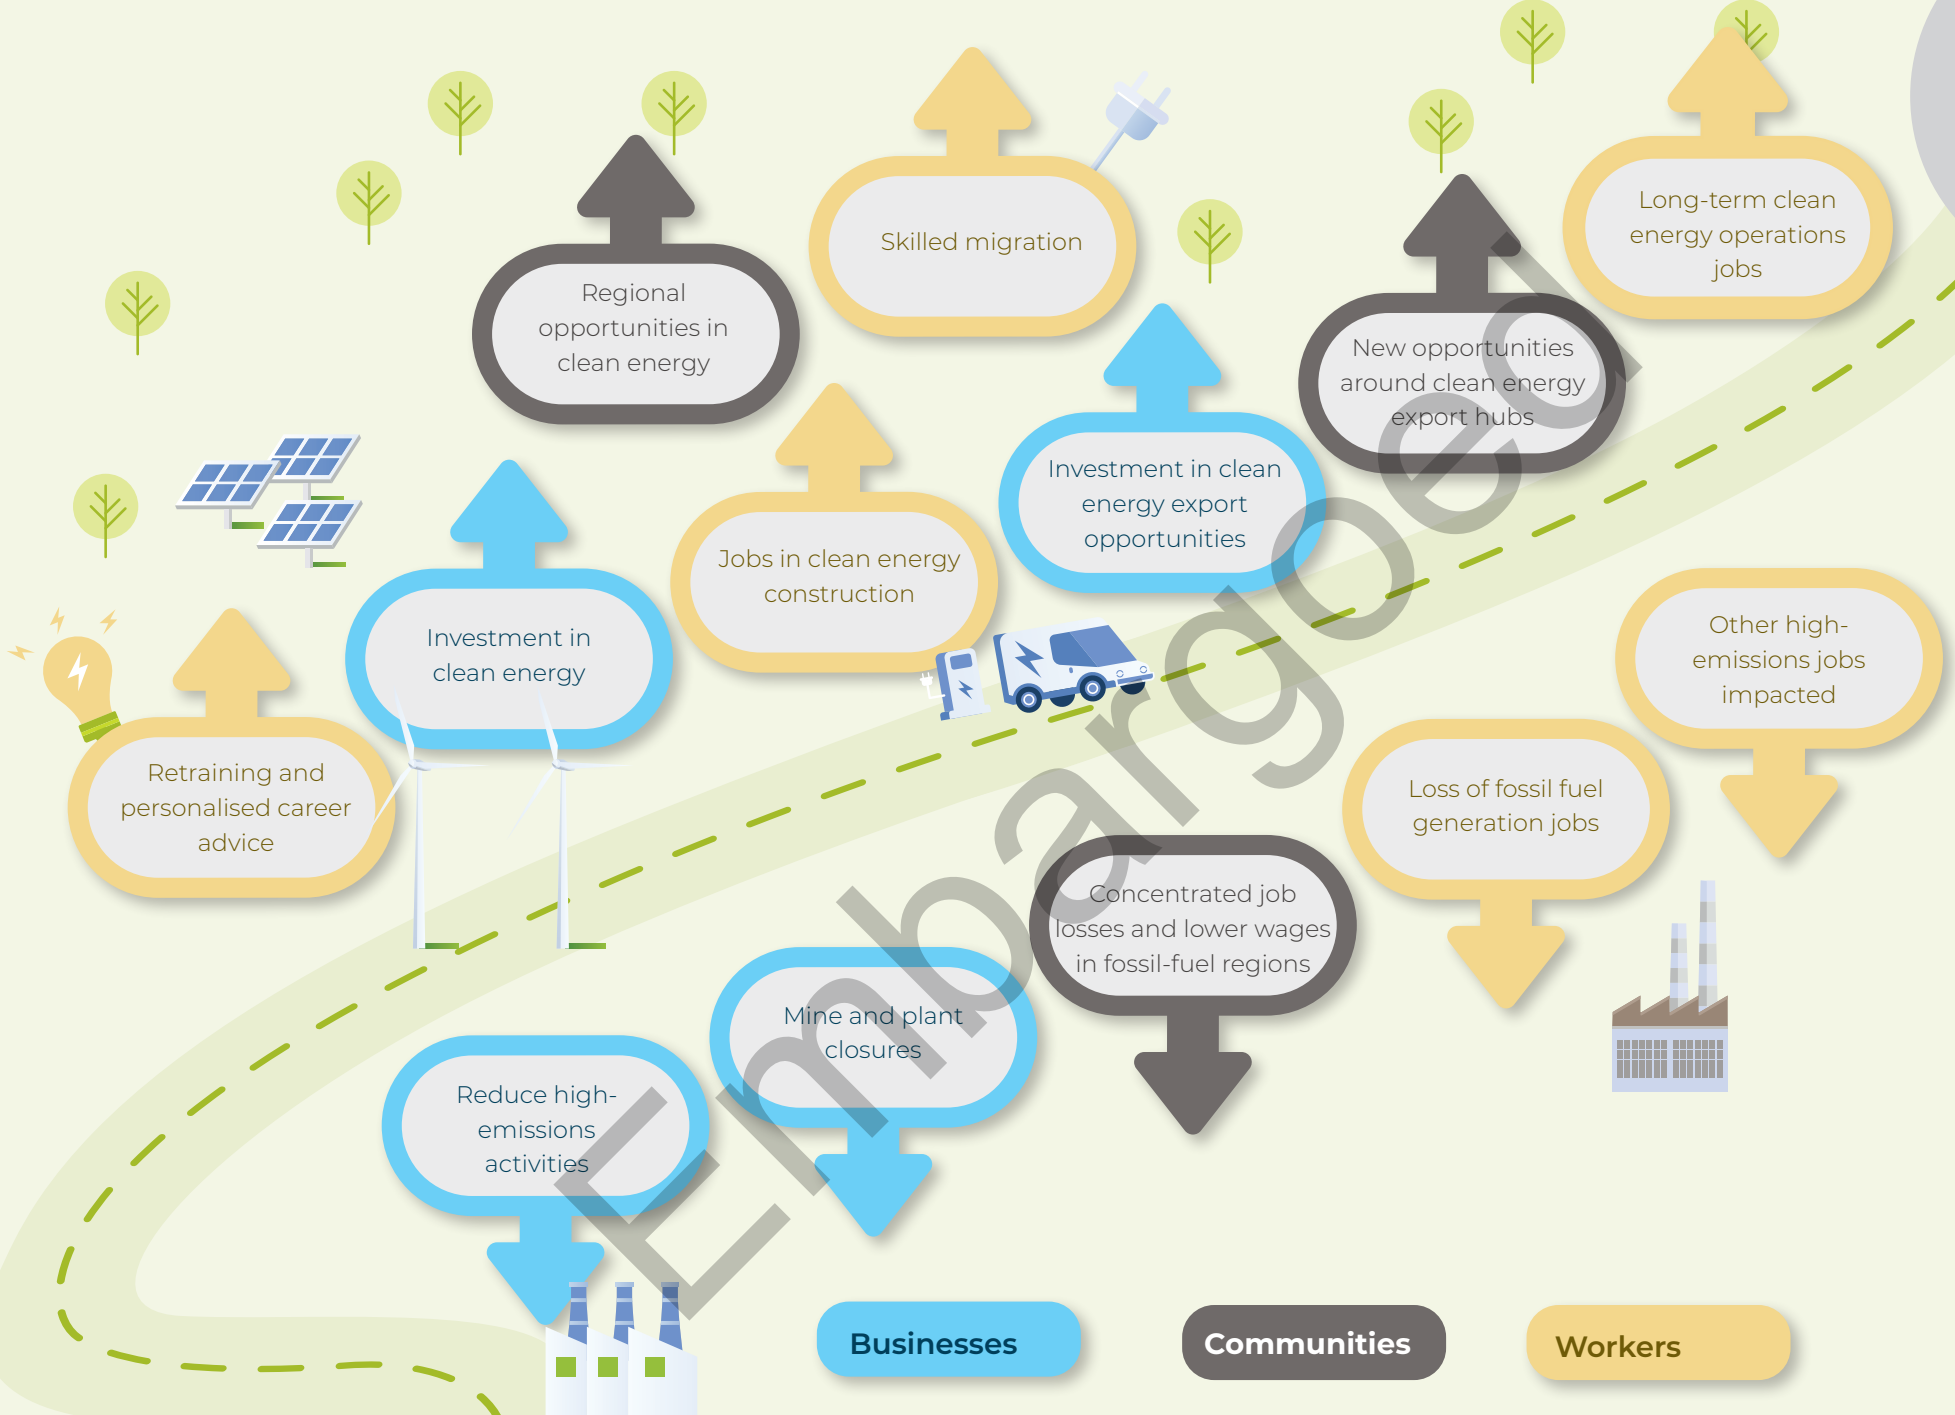 Long-term clean
energy operations
jobs
Skilled migration
Regional
opportunities in
clean energy
New opportunities
around clean energy
export hubs
Investment in clean
energy export
opportunities
Jobs in clean energy
construction
Investment in
clean energy
Retraining and
personalised career
advice
Other high-
emissions jobs
impacted
Loss of fossil fuel
generation jobs
Concentrated job
losses and lower wages
in fossil-fuel regions
Mine and plant
closures
Reduce high-
emissions
activities
Embargoed
Businesses
Communities
Workers